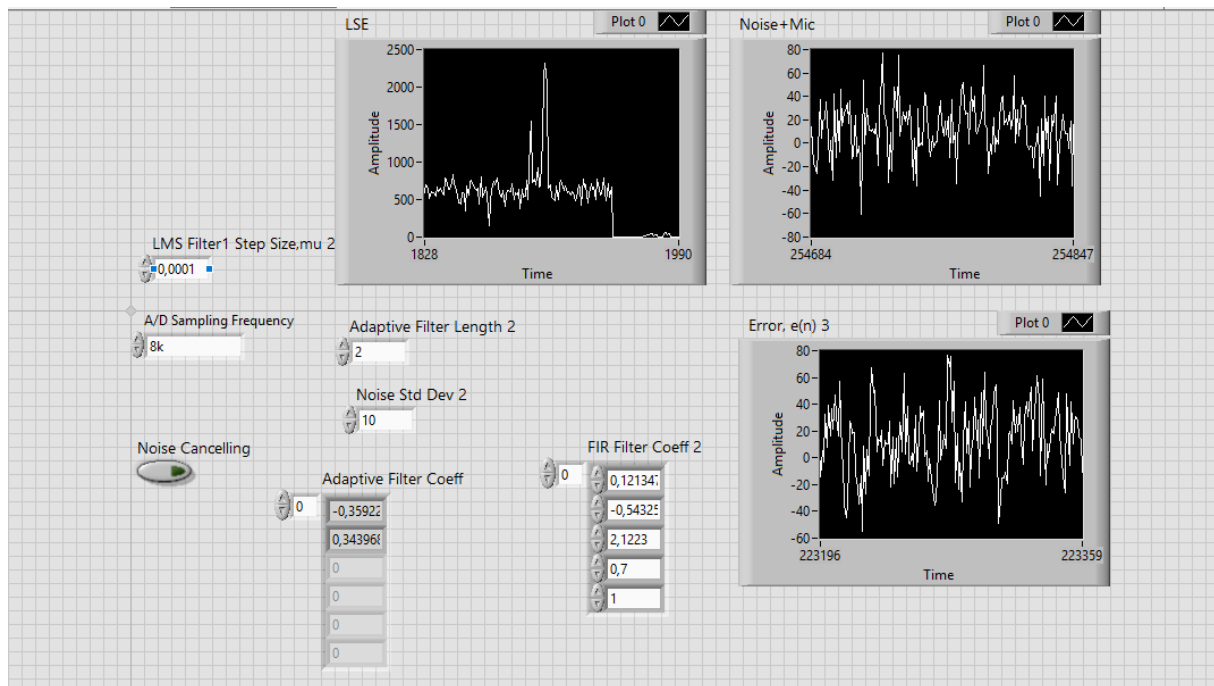 LSE
Plot 0
Amplitude
2500
2000
1500
1000
500
0
1828
1990
Time
Noise+Mic
Plot 0
Amplitude
80
60
40
20
0
-20
-40
-60
-80
254684
254847
Time
LMS Filter1 Step Size,mu 2
0,0001
A/D Sampling Frequency
8k
Adaptive Filter Length 2
2
Noise Std Dev 2
10
Noise Cancelling
Adaptive Filter Coeff
0
-0,35922
0,34396
0
0
0
0
FIR Filter Coeff 2
0
0,121347
-0,5432
2,1223
0,7
1
Error, e(n) 3
Plot 0
Amplitude
80
60
40
20
0
-20
-40
-60
223196
223359
Time